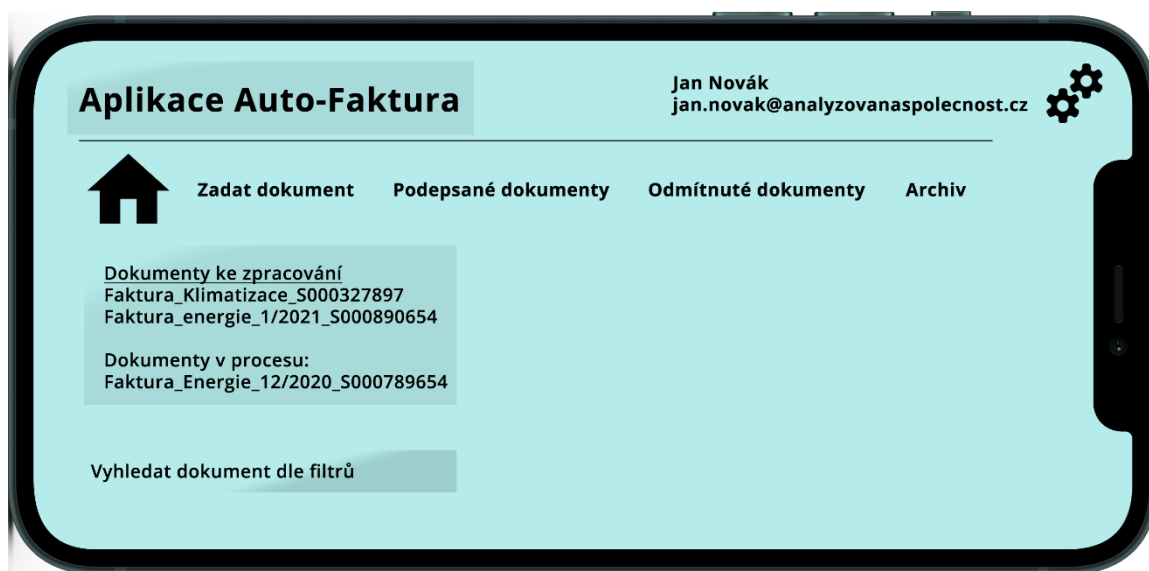 Aplikace Auto-Faktura
Jan Novák
jan.novak@analyzovanaspolecnost.cz
Zadat dokument Podepsané dokumenty Odmítnuté dokumenty Archiv
Dokumenty ke zpracování
Faktura_Klimatizace_S000327897
Faktura_energie_1/2021_S000890654
Dokumenty v procesu:
Faktura_Energie_12/2020_S000789654
Vyhledat dokument dle filtrů